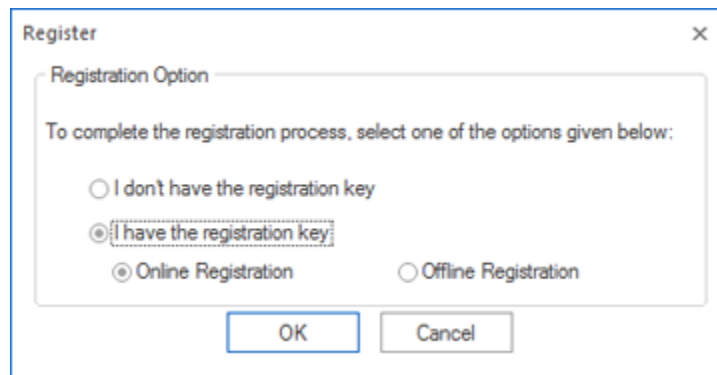 Register
Registration Option
To complete the registration process, select one of the options given below:
I don't have the registration key
I have the registration key
Online Registration Offline Registration
OK Cancel